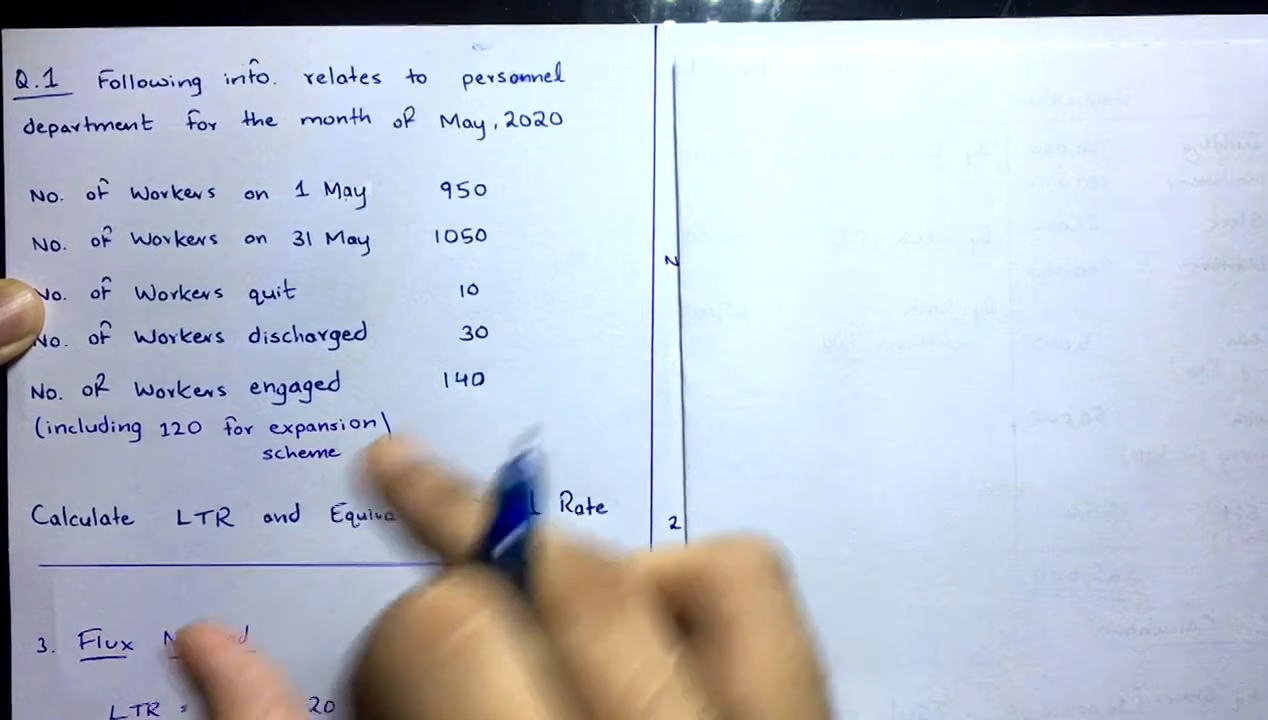 Q.1 Following info. relates to personnel
department for the month of May, 2020
No. of Workers on 1 May 950
No. of Workers on 31 May 1050
No. of Workers quit 10
No. of Workers discharged 30
No. of Workers engaged 140
(including 120 for expansion)
scheme
Calculate LTR and Rate
3. Flux
LTR = 20
2